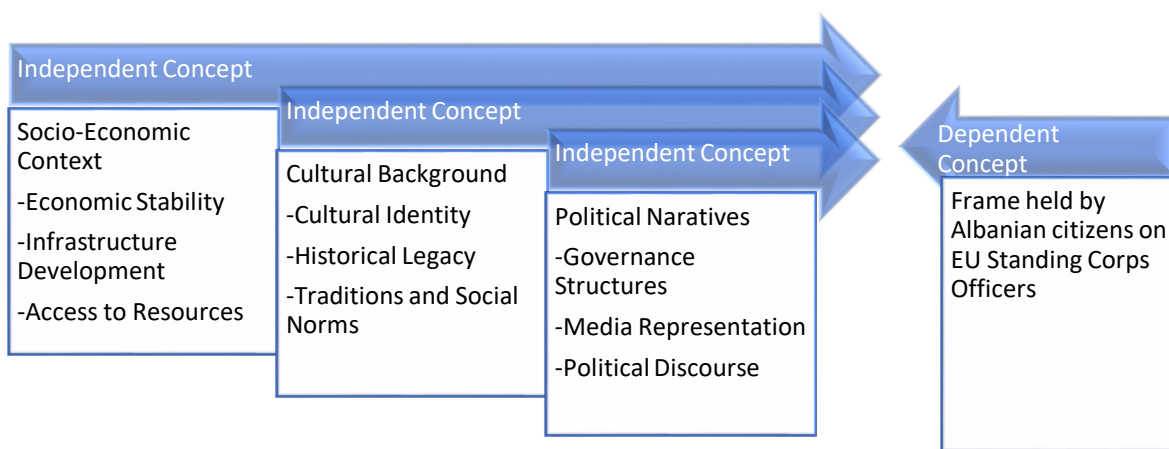 Independent Concept
Socio-Economic
Context
-Economic Stability
-Infrastructure
Development
-Access to Resources
Independent Concept
Cultural Background
-Cultural Identity
-Historical Legacy
-Traditions and Social
Norms
Independent Concept
Political Naratives
-Governance
Structures
-Media Representation
-Political Discourse
Dependent
Concept
Frame held by
Albanian citizens on
EU Standing Corps
Officers